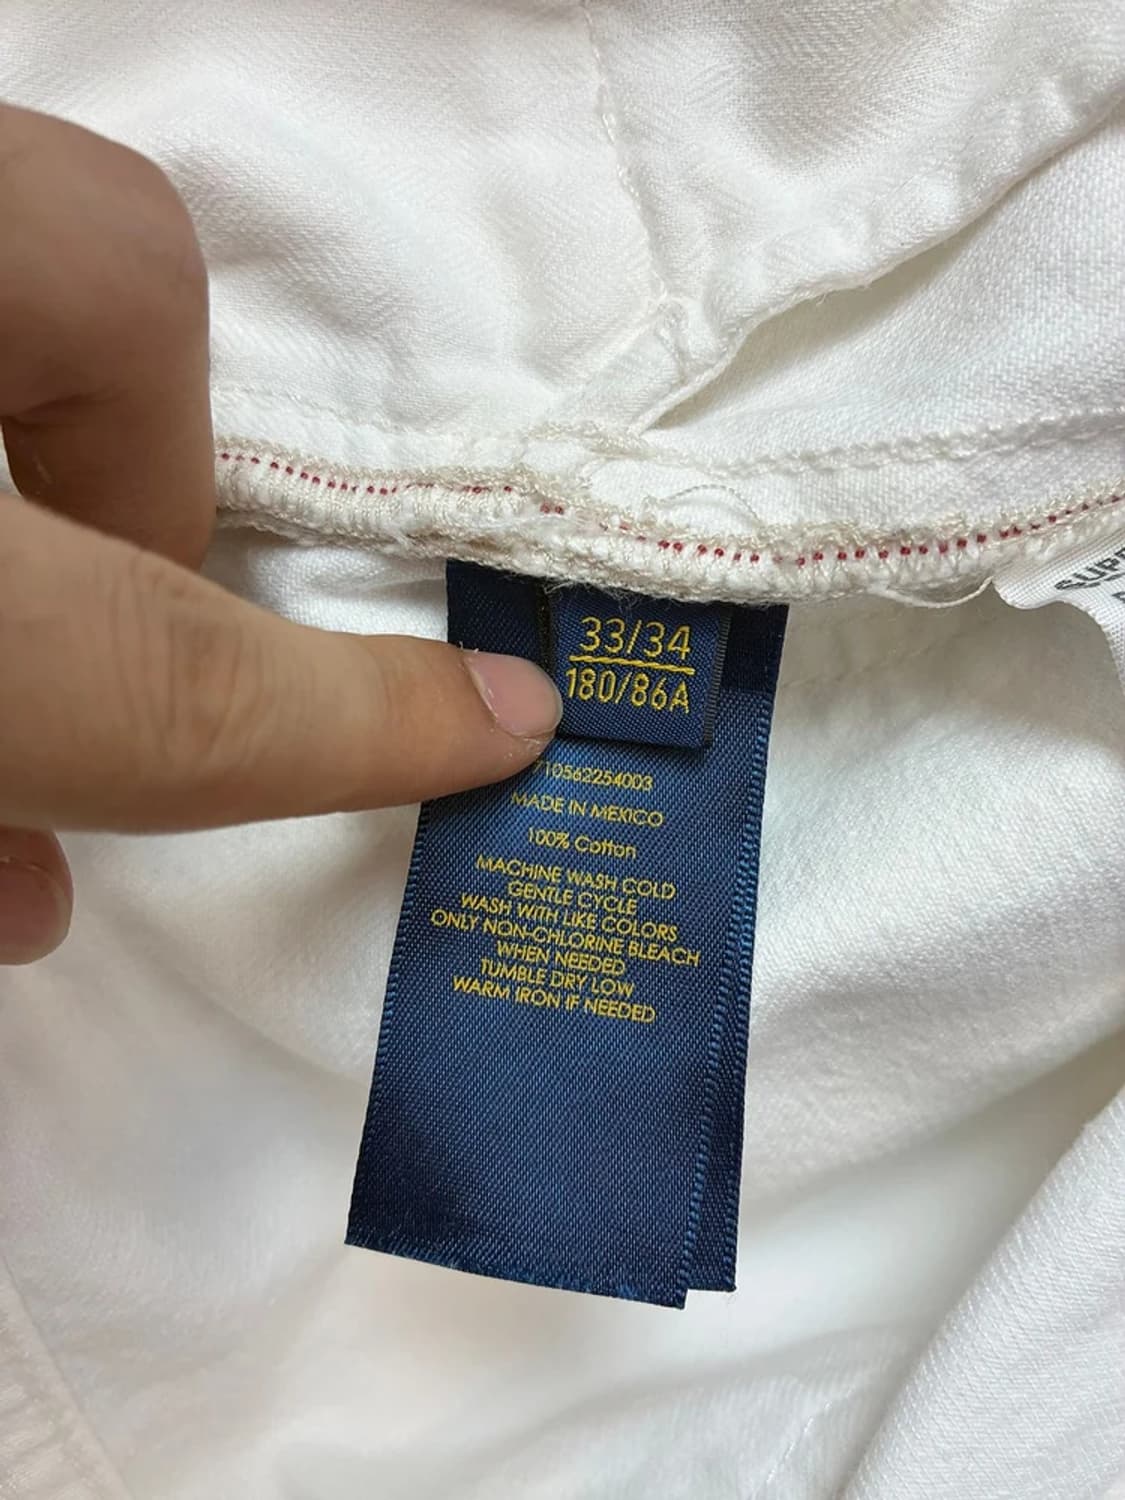 33/34
180/86A
710562254003
MADE IN MEXICO
100% Cotton
MACHINE WASH COLD
GENTLE CYCLE
WASH WITH LIKE COLORS
ONLY NON-CHLORINE BLEACH
WHEN NEEDED
TUMBLE DRY LOW
WARM IRON IF NEEDED